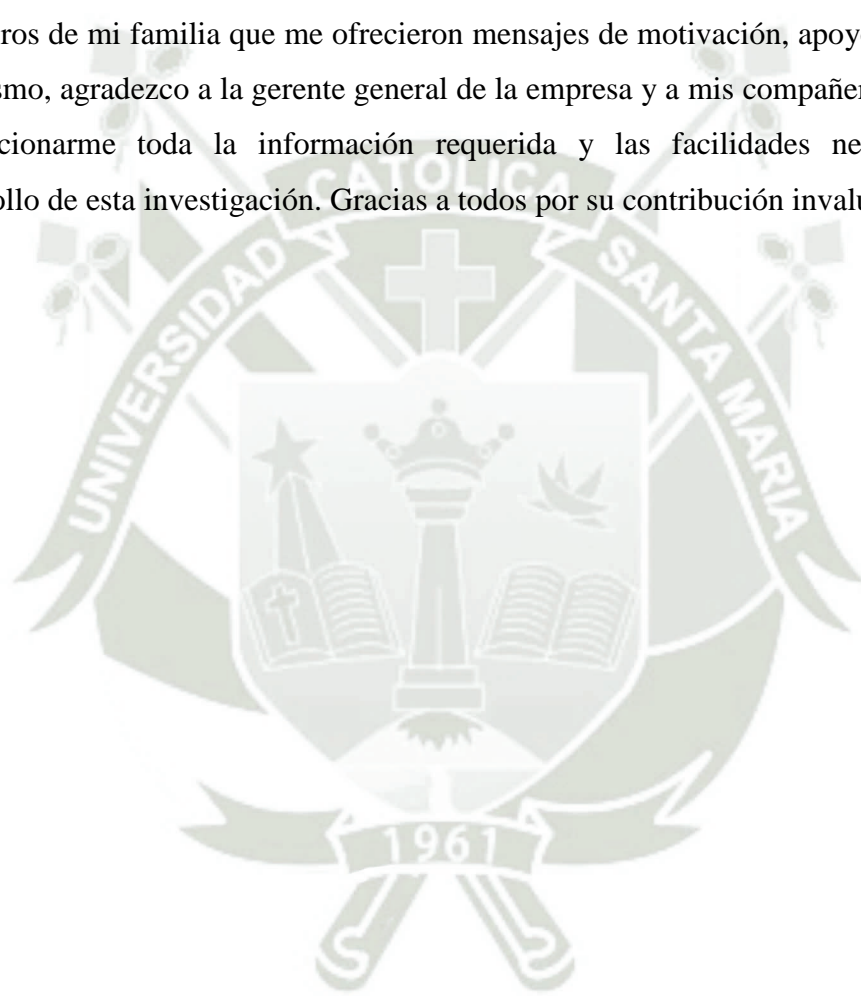 ros de mi familia que me ofrecieron mensajes de motivación, apoy
smo, agradezco a la gerente general de la empresa y a mis compañer
cionarme toda la información requerida y las facilidades ne
ollo de esta investigación. Gracias a todos por su contribución invalu
UNIVERSIDAD CATOLICA SANTA MARIA
1961